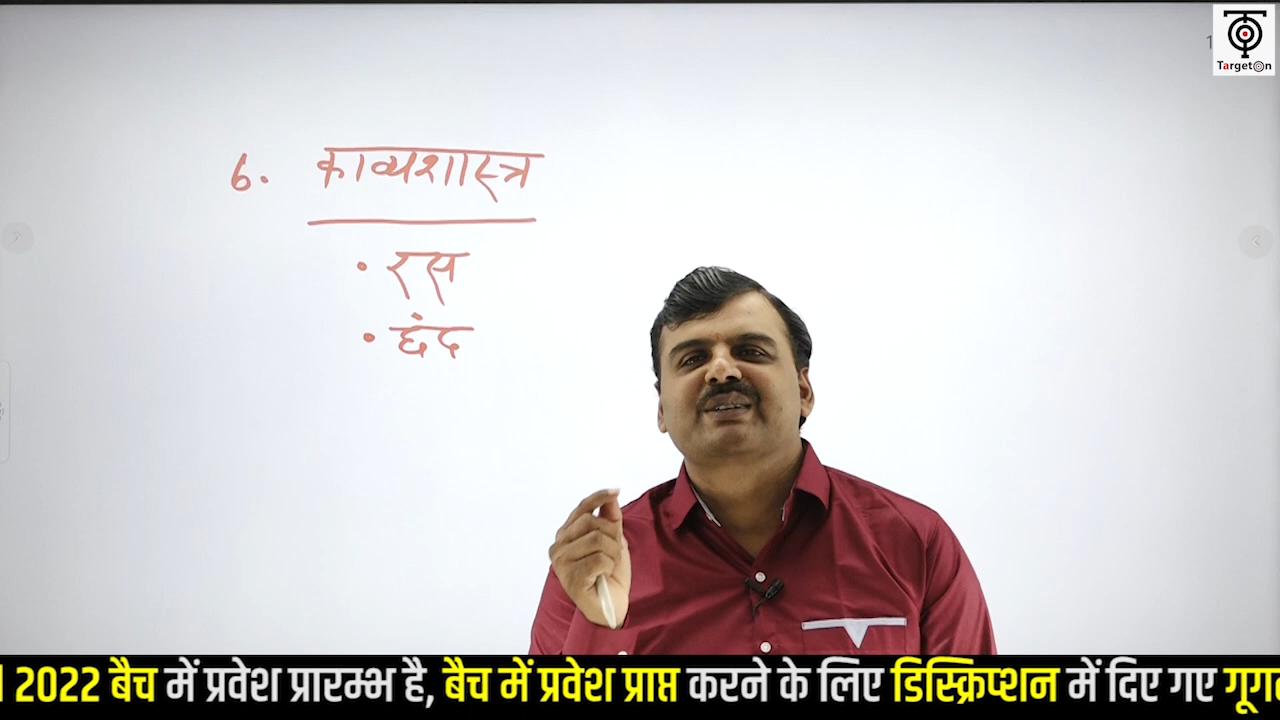 TargetOn
6. काव्यशास्त्र
• रस
• छंद
2022 बैच में प्रवेश प्रारम्भ है, बैच में प्रवेश प्राप्त करने के लिए डिस्क्रिप्शन में दिए गए